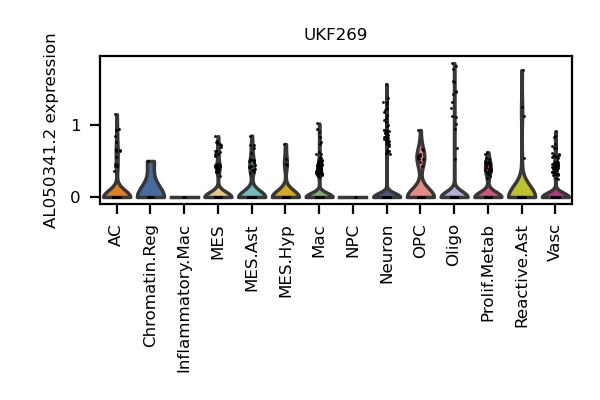 UKF269
AL050341.2 expression
1
0
AC
Chromatin.Reg
Inflammatory.Mac
MES
MES.Ast
MES.Hyp
Mac
NPC
Neuron
OPC
Oligo
Prolif.Metab
Reactive.Ast
Vasc